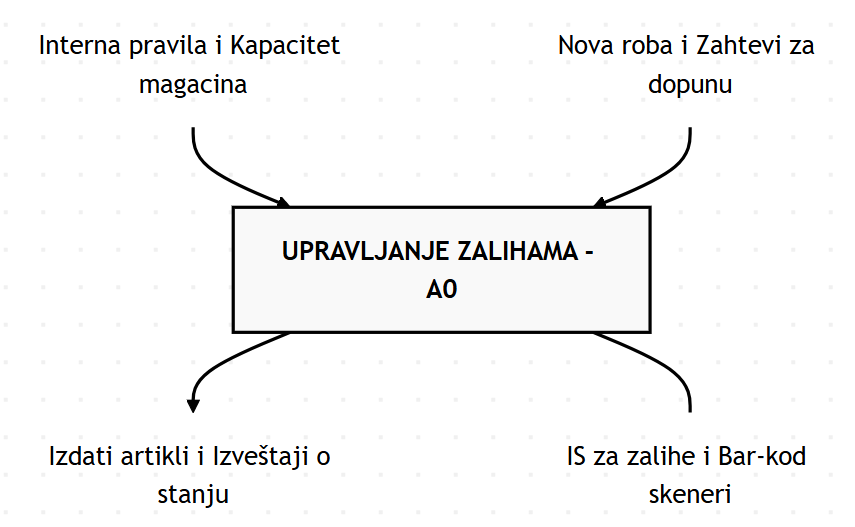 Interna pravila i Kapacitet
magacina
Nova roba i Zahtevi za
dopunu
UPRAVLJANJE ZALIHAMA -
A0
Izdati artikli i Izveštaji o
stanju
IS za zalihe i Bar-kod
skeneri